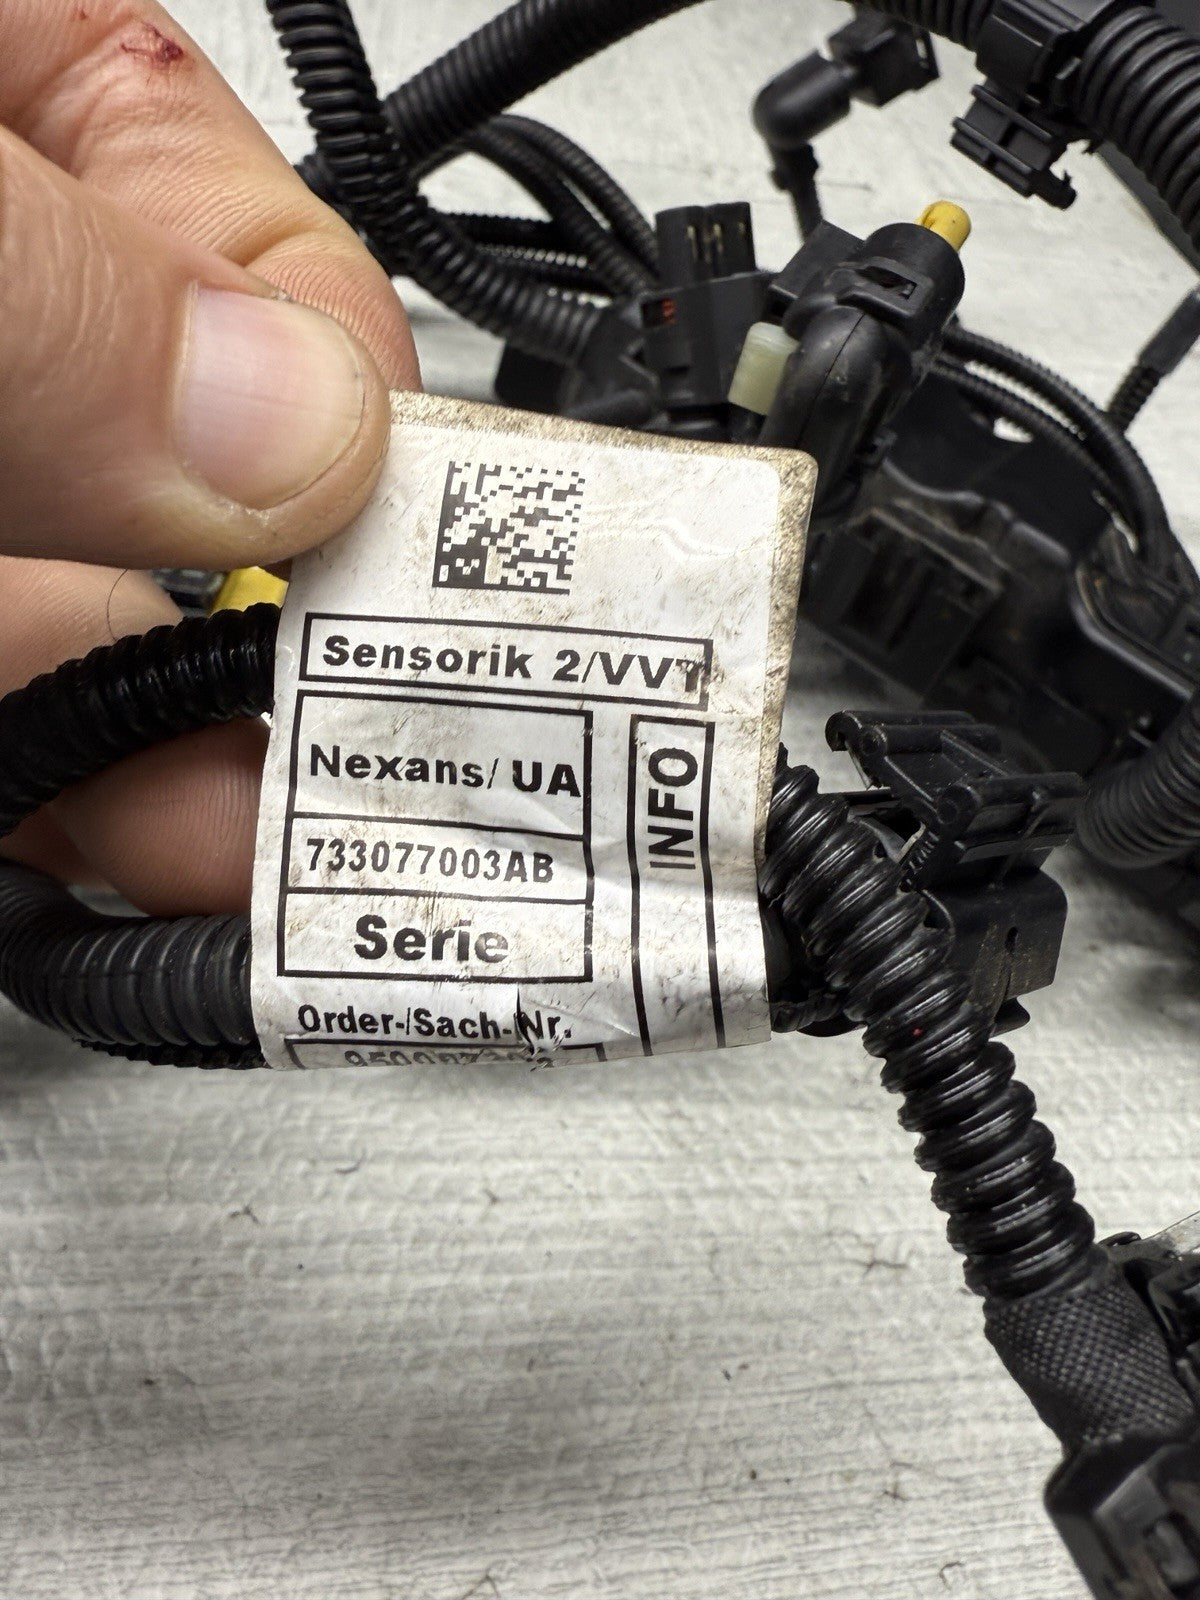 Sensorik 2/VVT
Nexans/ UA
INFO
733077003AB
Serie
Order-/Sach-Nr.